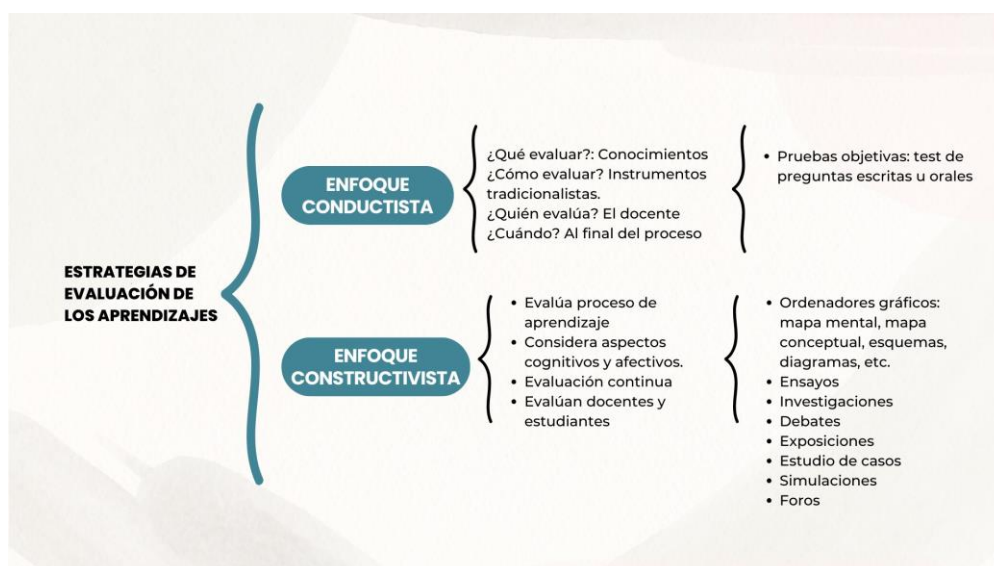 ESTRATEGIAS DE
EVALUACIÓN DE
LOS APRENDIZAJES
ENFOQUE
CONDUCTISTA
¿Qué evaluar?: Conocimientos
¿Cómo evaluar? Instrumentos
tradicionalistas.
¿Quién evalúa? El docente
¿Cuándo? Al final del proceso
• Pruebas objetivas: test de
preguntas escritas u orales
ENFOQUE
CONSTRUCTIVISTA
• Evalúa proceso de
aprendizaje
• Considera aspectos
cognitivos y afectivos.
• Evaluación continua
• Evalúan docentes y
estudiantes
• Ordenadores gráficos:
mapa mental, mapa
conceptual, esquemas,
diagramas, etc.
• Ensayos
• Investigaciones
• Debates
• Exposiciones
• Estudio de casos
• Simulaciones
• Foros